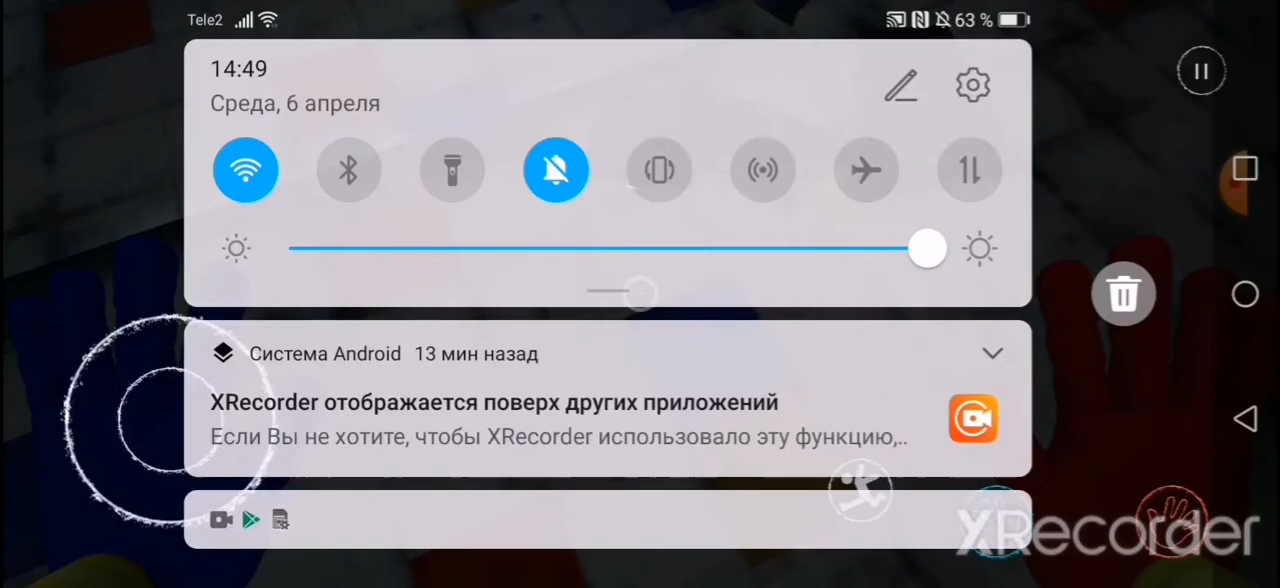 Tele2
63 %
14:49
Среда, 6 апреля
Система Android 13 мин назад
XRecorder отображается поверх других приложений
Если Вы не хотите, чтобы XRecorder использовало эту функцию,..
XRecorder